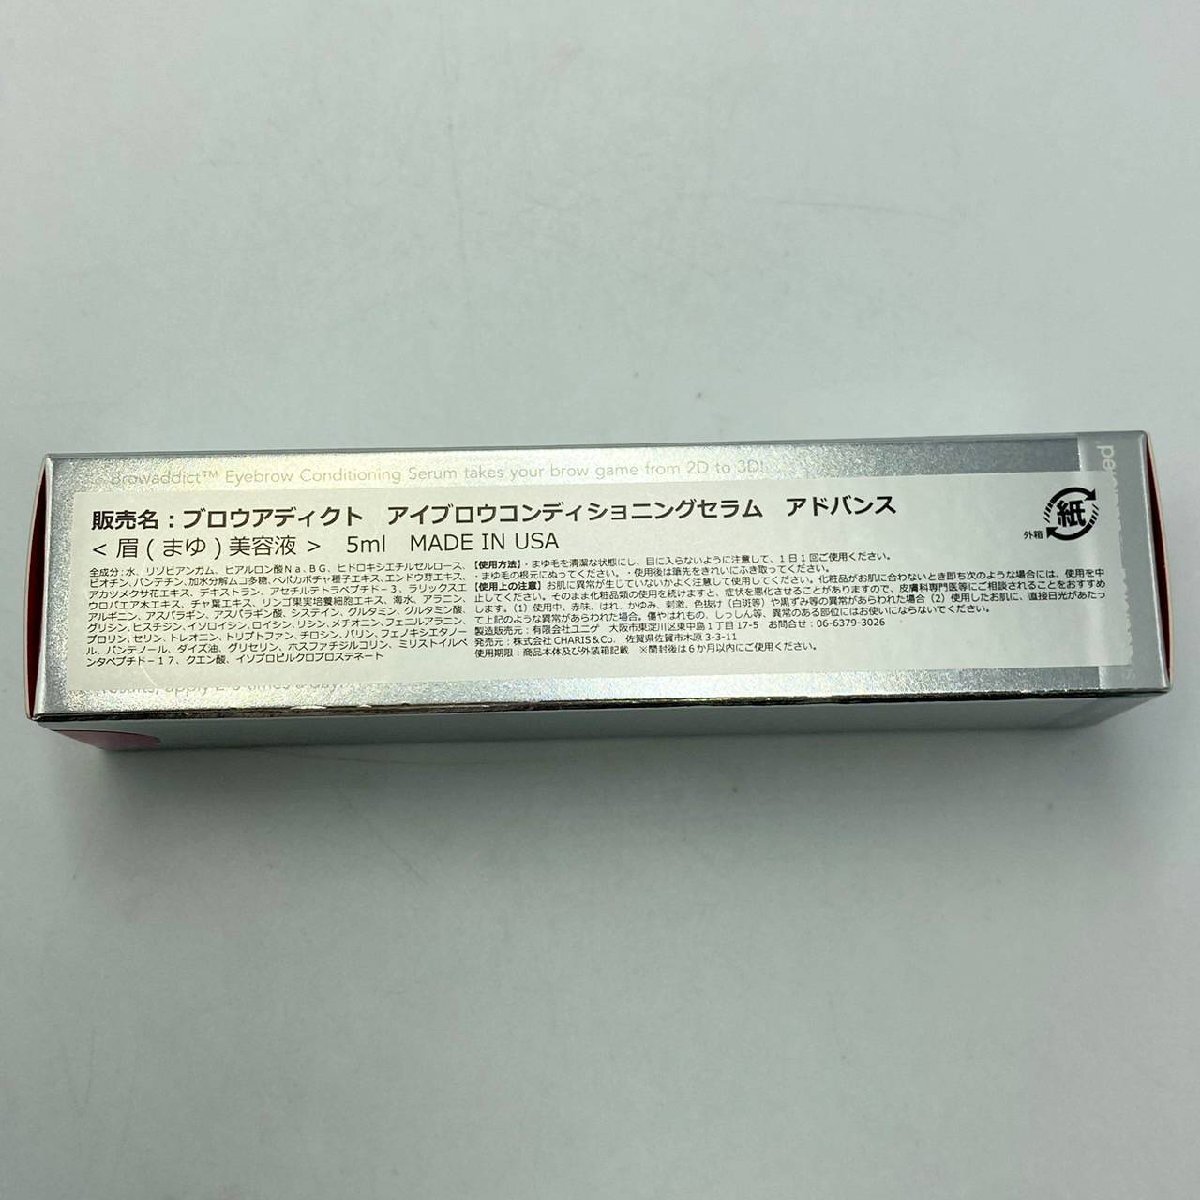 Browaddict™ Eyebrow Conditioning Serum takes your brow game from 2D to 3D!
販売名：ブロウアディクト　アイブロウコンディショニングセラム　アドバンス
＜眉(まゆ)美容液＞　5ml　MADE IN USA
外箱
紙
全成分：水、リゾビアンガム、ヒアルロン酸Na、BG、ヒドロキシエチルセルロース、
ビオチン、パンテチン、加水分解ムコ多糖、ペポカボチャ種子エキス、エンドウ芽エキス、
アカツメクサ花エキス、デキストラン、アセチルテトラペプチド-3、ラリックスエ
ウロパエア木エキス、チャ葉エキス、リンゴ果実培養細胞エキス、海水、アラニン、
アルギニン、アスパラギン、アスパラギン酸、システイン、グルタミン、グルタミン酸、
グリシン、ヒスチジン、イソロイシン、ロイシン、リシン、メチオニン、フェニルアラニン、
プロリン、セリン、トレオニン、トリプトファン、チロシン、バリン、フェノキシエタノー
ル、パンテノール、ダイズ油、グリセリン、ホスファチジルコリン、ミリストイルペ
ンタペプチド-17、クエン酸、イソプロピルクロプロステネート
【使用方法】・まゆ毛を清潔な状態にし、目に入らないように注意して、1日1回ご使用ください。
・まゆ毛の根元にぬってください。・使用後は筆先をきれいにふき取ってください。
【使用上の注意】お肌に異常が生じていないかよく注意して使用してください。化粧品がお肌に合わないとき即ち次のような場合には、使用を中
止してください。そのまま化粧品類の使用を続けますと、症状を悪化させることがありますので、皮膚科専門医等にご相談されることをおすすめ
します。(1) 使用中、赤味、はれ、かゆみ、刺激、色抜け(白斑等)や黒ずみ等の異常があらわれた場合 (2) 使用したお肌に、直接日光があたっ
て上記のような異常があらわれた場合。傷やはれもの、しっしん等、異常のある部位にはお使いにならないでください。
製造販売元：有限会社ユニゲ　大阪市東淀川区東中島1丁目17-5　お問合せ：06-6379-3026
発売元：株式会社 CHARIS&Co.　佐賀県佐賀市木原3-3-11
使用期限：商品本体及び外装箱記載　※開封後は6か月以内にご使用ください。